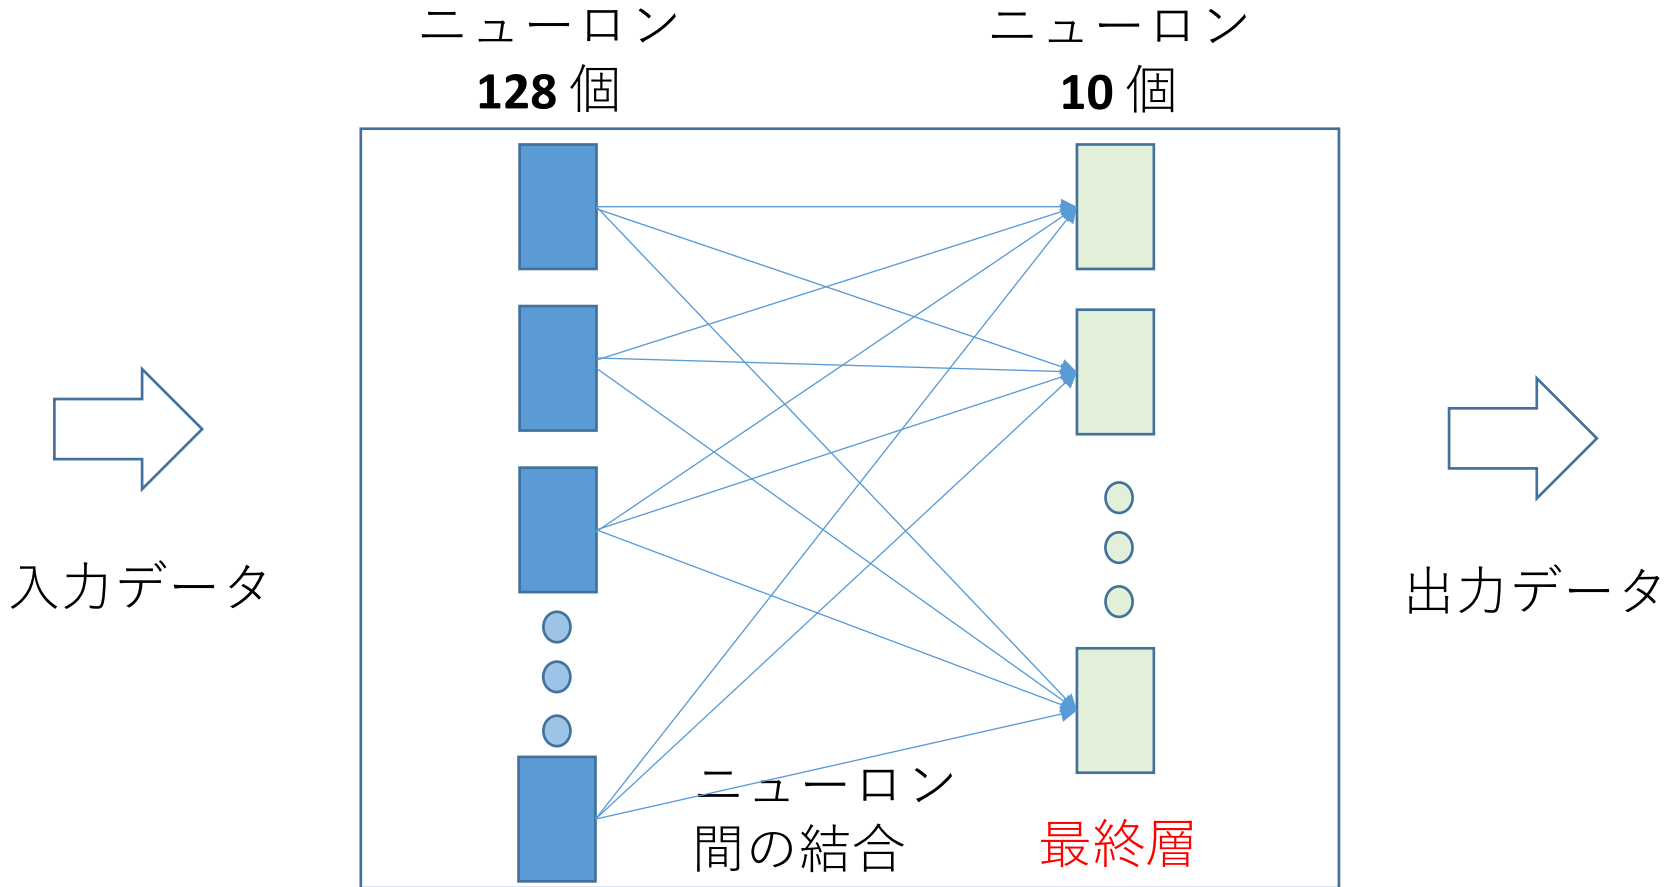 ニューロン
128 個
ニューロン
10 個
入力データ
出力データ
ニューロン
間の結合
最終層